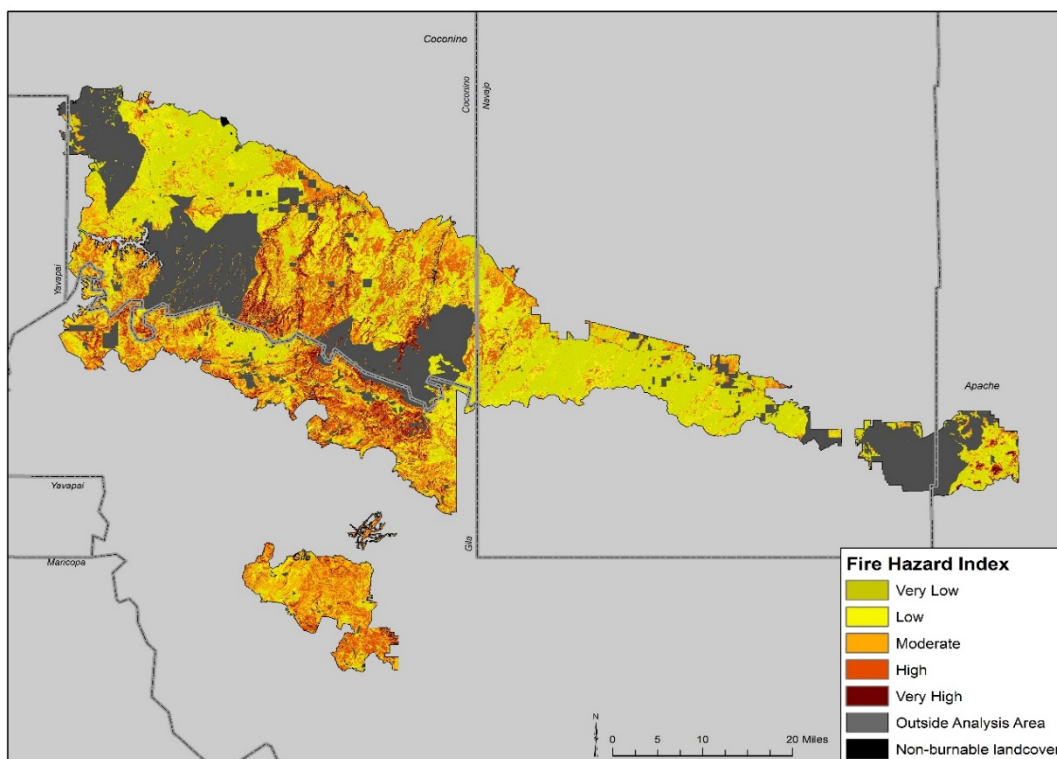 Coconino
Coconino
Navajo
Yavapai
Apache
Yavapai
Maricopa
Gila
Gila
Fire Hazard Index
Very Low
Low
Moderate
High
Very High
Outside Analysis Area
Non-burnable landcover
N
0 5 10 20 Miles